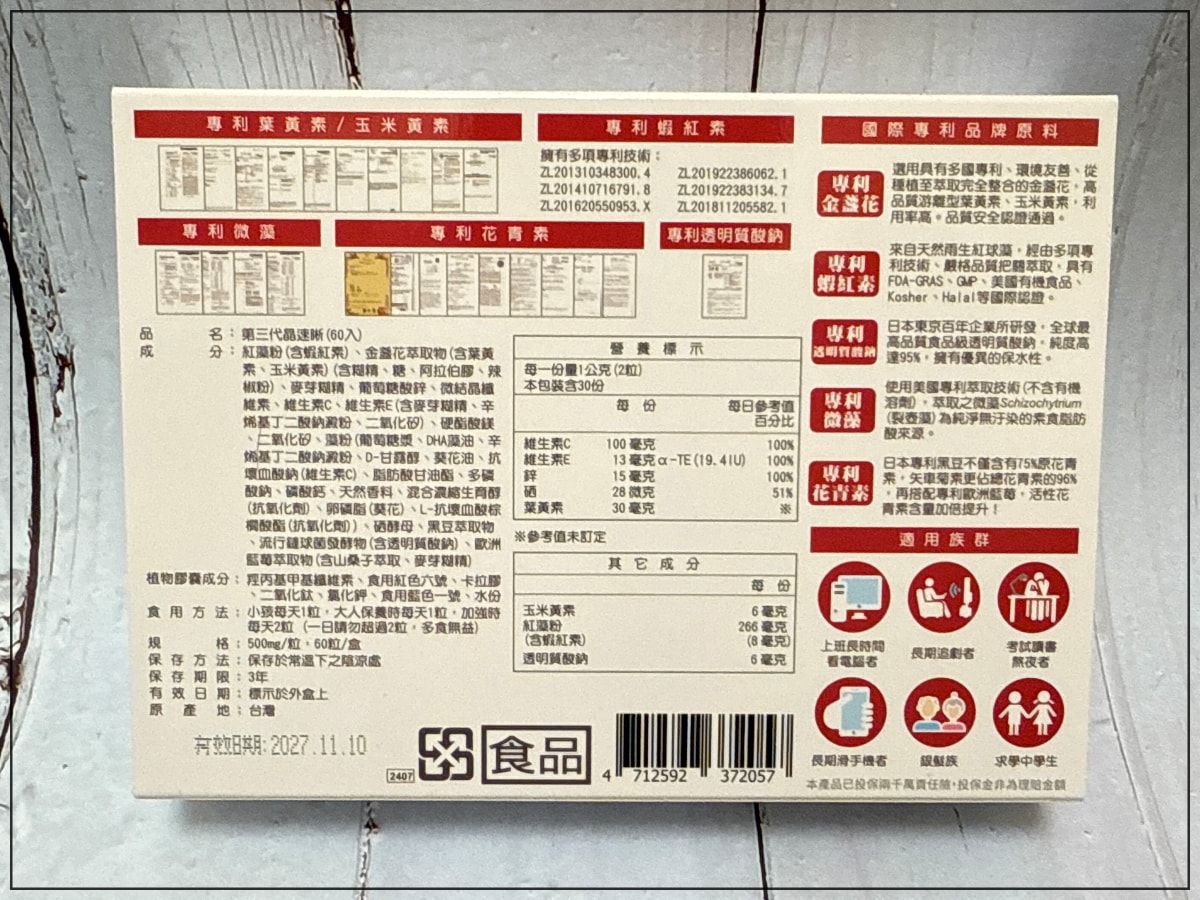 專利葉黃素/玉米黃素
專利蝦紅素
擁有多項專利技術：
ZL201310348300.4
ZL201922386062.1
ZL201410716791.8
ZL201922383134.7
ZL201620550953.X
ZL201811205582.1
專利微藻
專利花青素
專利透明質酸鈉
品名：第三代晶速晰(60入)
成分：紅藻粉(含蝦紅素)、金盞花萃取物(含葉黃
素、玉米黃素)(含糊精、糖、阿拉伯膠、辣
椒粉)、麥芽糊精、葡萄糖酸鋅、微結晶纖
維素、維生素C、維生素E(含麥芽糊精、辛
烯基丁二酸鈉澱粉、二氧化矽)、硬酯酸鎂
、二氧化矽、藻粉(葡萄糖漿、DHA藻油、辛
烯基丁二酸鈉澱粉、D-甘露醇、葵花油、抗
壞血酸鈉(維生素C)、脂肪酸甘油酯、多磷
酸鈉、磷酸鈣、天然香料、混合濃縮生育醇
(抗氧化劑)、卵磷脂(葵花)、L-抗壞血酸棕
櫚酸酯(抗氧化劑))、硒酵母、黑豆萃取物
、流行鏈球菌發酵物(含透明質酸鈉)、歐洲
藍莓萃取物(含山桑子萃取、麥芽糊精)
植物膠囊成分：羥丙基甲基纖維素、食用紅色六號、卡拉膠
、二氧化鈦、氯化鉀、食用藍色一號、水份
食用方法：小孩每天1粒，大人保養時每天1粒，加強時
每天2粒 (一日請勿超過2粒，多食無益)
規格：500mg/粒，60粒/盒
保存方法：保存於常溫下之陰涼處
保存期限：3年
有效日期：標示於外盒上
原產地：台灣
有效日期:2027.11.10
2407
食品
營養標示
每一份量1公克(2粒)
本包裝含30份
每份 每日參考值
百分比
維生素C 100 毫克 100%
維生素E 13 毫克α-TE(19.4IU) 100%
鋅 15 毫克 100%
硒 28 微克 51%
葉黃素 30 毫克 ※
※參考值未訂定
其它成分
每份
玉米黃素 6 毫克
紅藻粉 266 毫克
(含蝦紅素) (8 毫克)
透明質酸鈉 6 毫克
4 712592 372057
國際專利品牌原料
專利
金盞花
選用具有多國專利、環境友善、從
種植至萃取完全整合的金盞花，高
品質游離型葉黃素、玉米黃素，利
用率高。品質安全認證通過。
專利
蝦紅素
來自天然雨生紅球藻，經由多項專
利技術、嚴格品質把關萃取，具有
FDA-GRAS、GMP、美國有機食品、
Kosher、Halal等國際認證。
專利
透明質酸鈉
日本東京百年企業所研發，全球最
高品質食品級透明質酸鈉，純度高
達95%，擁有優異的保水性。
專利
微藻
使用美國專利萃取技術(不含有機
溶劑)，萃取之微藻Schizochytrium
(裂壺藻)為純淨無汙染的素食脂肪
酸來源。
專利
花青素
日本專利黑豆不僅含有75%原花青
素，矢車菊素更佔總花青素的96%
，再搭配專利歐洲藍莓，活性花
青素含量加倍提升！
適用族群
上班長時間
看電腦者
長期追劇者
考試讀書
熬夜者
長期滑手機者
銀髮族
求學中學生
本產品已投保兩千萬責任險，投保金非為理賠金額